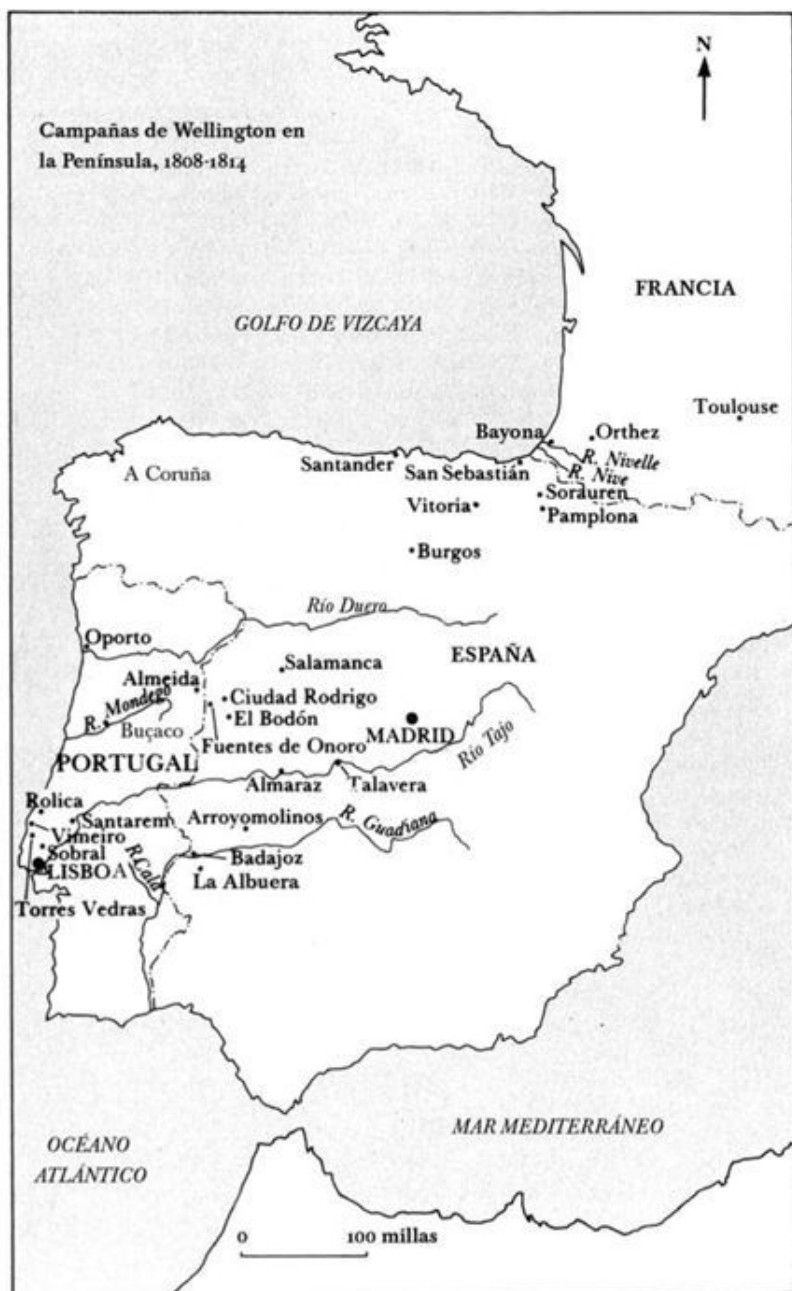 N
Campañas de Wellington en
la Península, 1808-1814
FRANCIA
GOLFO DE VIZCAYA
Toulouse
Bayona
Orthez
R. Nivelle
R. Nive
A Coruña
Santander
San Sebastián
Sorauren
Vitoria
Pamplona
Burgos
Río Duero
Oporto
Salamanca
ESPAÑA
Almeida
Ciudad Rodrigo
R. Mondego
El Bodón
Buçaco
MADRID
Fuentes de Onoro
Río Tajo
PORTUGAL
Almaraz
Talavera
Rolica
Santarem
Arroyomolinos
R. Guadiana
Vimeiro
Sobral
Badajoz
LISBOA
R.Cala
La Albuera
Torres Vedras
MAR MEDITERRÁNEO
OCÉANO
ATLÁNTICO
0 100 millas